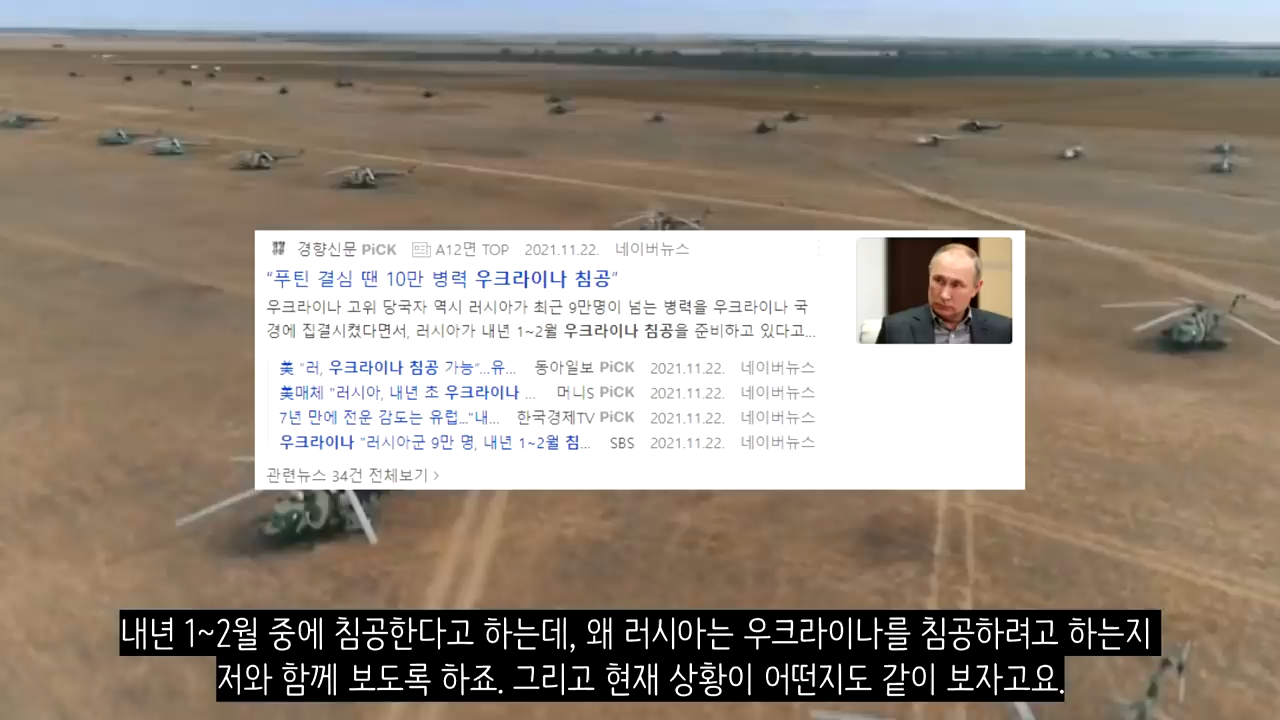 경향신문 PiCK A12면 TOP 2021.11.22. 네이버뉴스
"푸틴 결심 땐 10만 병력 우크라이나 침공"
우크라이나 고위 당국자 역시 러시아가 최근 9만명이 넘는 병력을 우크라이나 국
경에 집결시켰다면서, 러시아가 내년 1~2월 우크라이나 침공을 준비하고 있다고...
美 "러, 우크라이나 침공 가능"...유... 동아일보 PiCK 2021.11.22. 네이버뉴스
美매체 "러시아, 내년 초 우크라이나 ... 머니S PiCK 2021.11.22. 네이버뉴스
7년 만에 전운 감도는 유럽..."내... 한국경제TV PiCK 2021.11.22. 네이버뉴스
우크라이나 "러시아군 9만 명, 내년 1~2월 침... SBS 2021.11.22. 네이버뉴스
관련뉴스 34건 전체보기 >
내년 1~2월 중에 침공한다고 하는데, 왜 러시아는 우크라이나를 침공하려고 하는지
저와 함께 보도록 하죠. 그리고 현재 상황이 어떤지도 같이 보자고요.